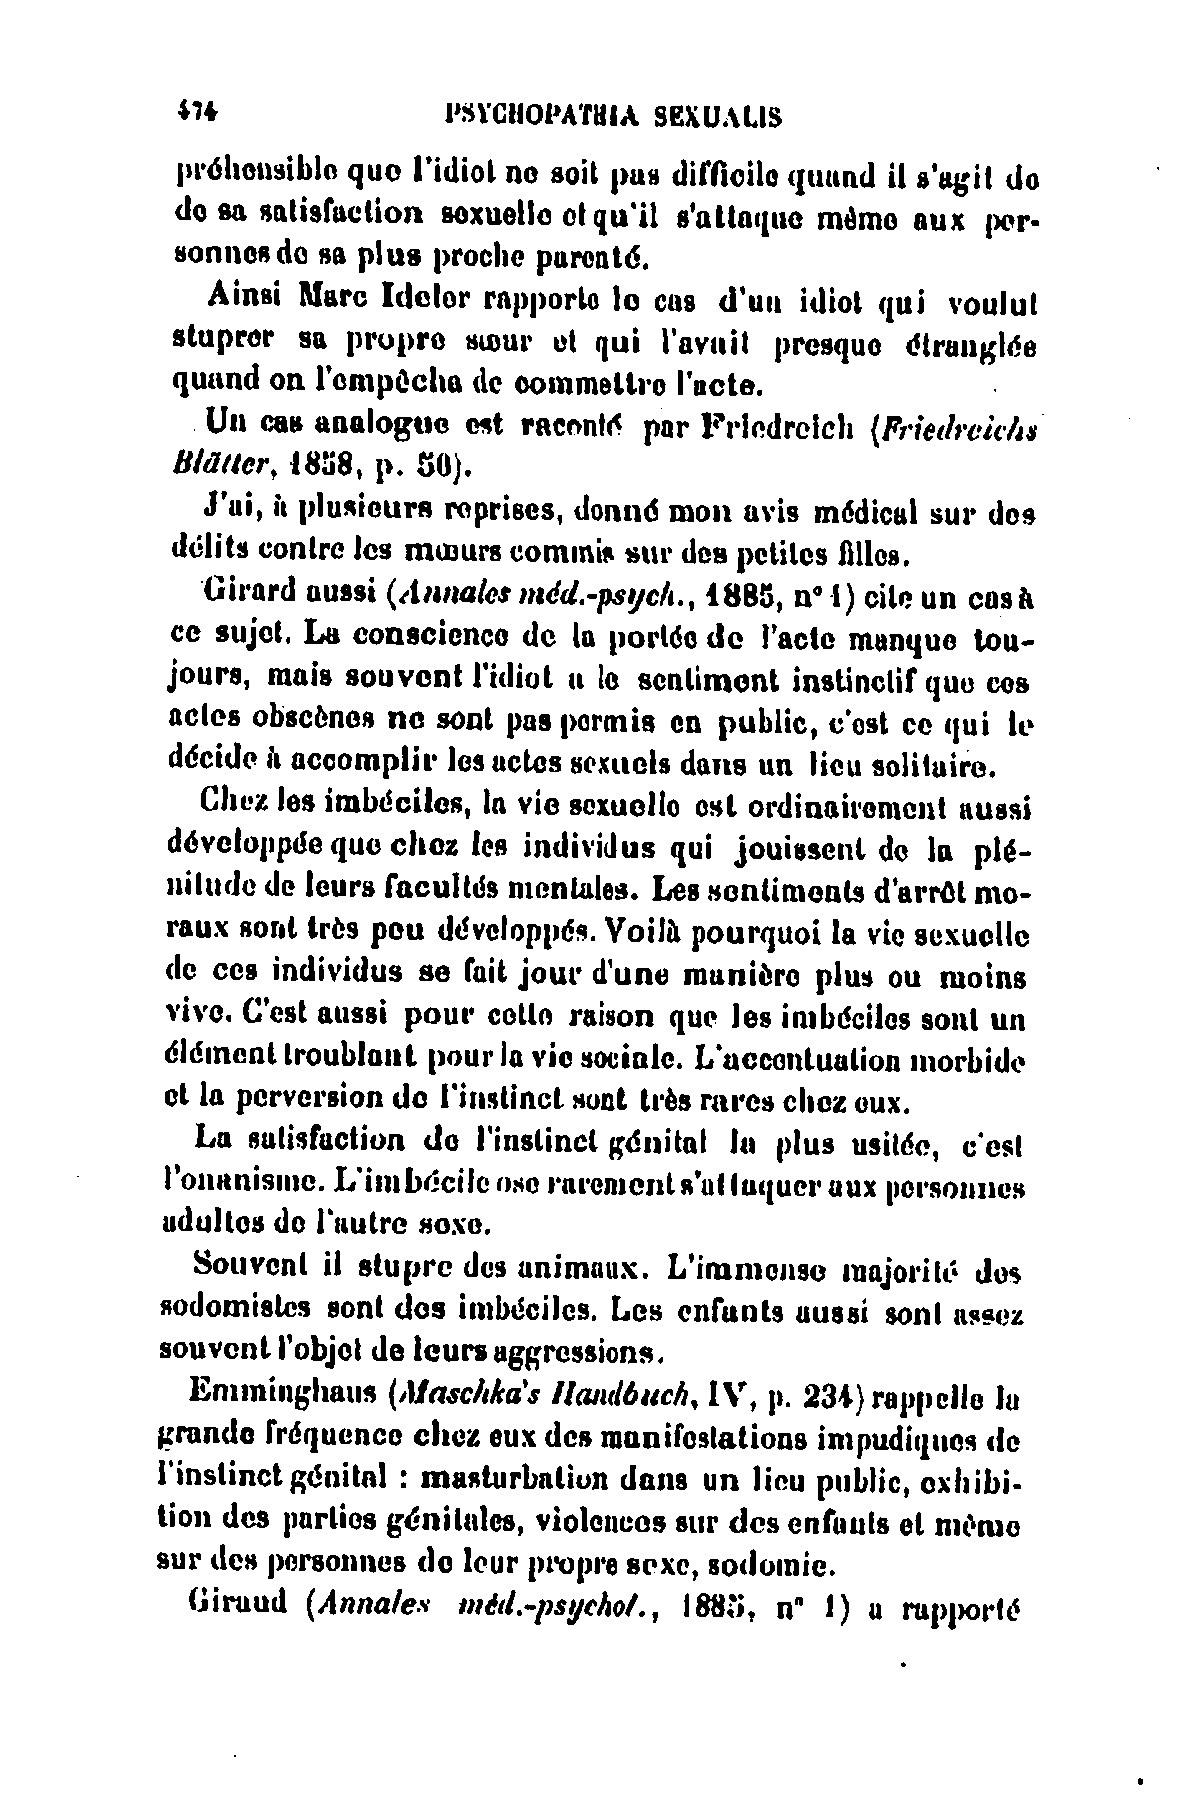 474 PSYCHOPATHIA SEXUALIS
préhensible que l'idiot ne soit pas difficile quand il s'agit de
de sa satisfaction sexuelle et qu'il s'attaque même aux per-
sonnes de sa plus proche parenté.
Ainsi Marc Ideler rapporte le cas d'un idiot qui voulut
stuprer sa propre sœur et qui l'avait presque étranglée
quand on l'empêcha de commettre l'acte.
Un cas analogue est raconté par Friedreich (Friedreichs
Blätter, 1858, p. 50).
J'ai, à plusieurs reprises, donné mon avis médical sur des
délits contre les mœurs commis sur des petites filles.
Girard aussi (Annales méd.-psych., 1885, n° 1) cite un cas à
ce sujet. La conscience de la portée de l'acte manque tou-
jours, mais souvent l'idiot a le sentiment instinctif que ces
actes obscènes ne sont pas permis en public, c'est ce qui le
décide à accomplir les actes sexuels dans un lieu solitaire.
Chez les imbéciles, la vie sexuelle est ordinairement aussi
développée que chez les individus qui jouissent de la plé-
nitude de leurs facultés mentales. Les sentiments d'arrêt mo-
raux sont très peu développés. Voilà pourquoi la vie sexuelle
de ces individus se fait jour d'une manière plus ou moins
vive. C'est aussi pour cette raison que les imbéciles sont un
élément troublant pour la vie sociale. L'accentuation morbide
et la perversion de l'instinct sont très rares chez eux.
La satisfaction de l'instinct génital la plus usitée, c'est
l'onanisme. L'imbécile ose rarement s'attaquer aux personnes
adultes de l'autre sexe.
Souvent il stupre des animaux. L'immense majorité des
sodomistes sont des imbéciles. Les enfants aussi sont assez
souvent l'objet de leurs aggressions.
Emminghaus (Maschka's Handbuch, IV, p. 234) rappelle la
grande fréquence chez eux des manifestations impudiques de
l'instinct génital : masturbation dans un lieu public, exhibi-
tion des parties génitales, violences sur des enfants et même
sur des personnes de leur propre sexe, sodomie.
Giraud (Annales méd.-psychol., 1885, n° 1) a rapporté